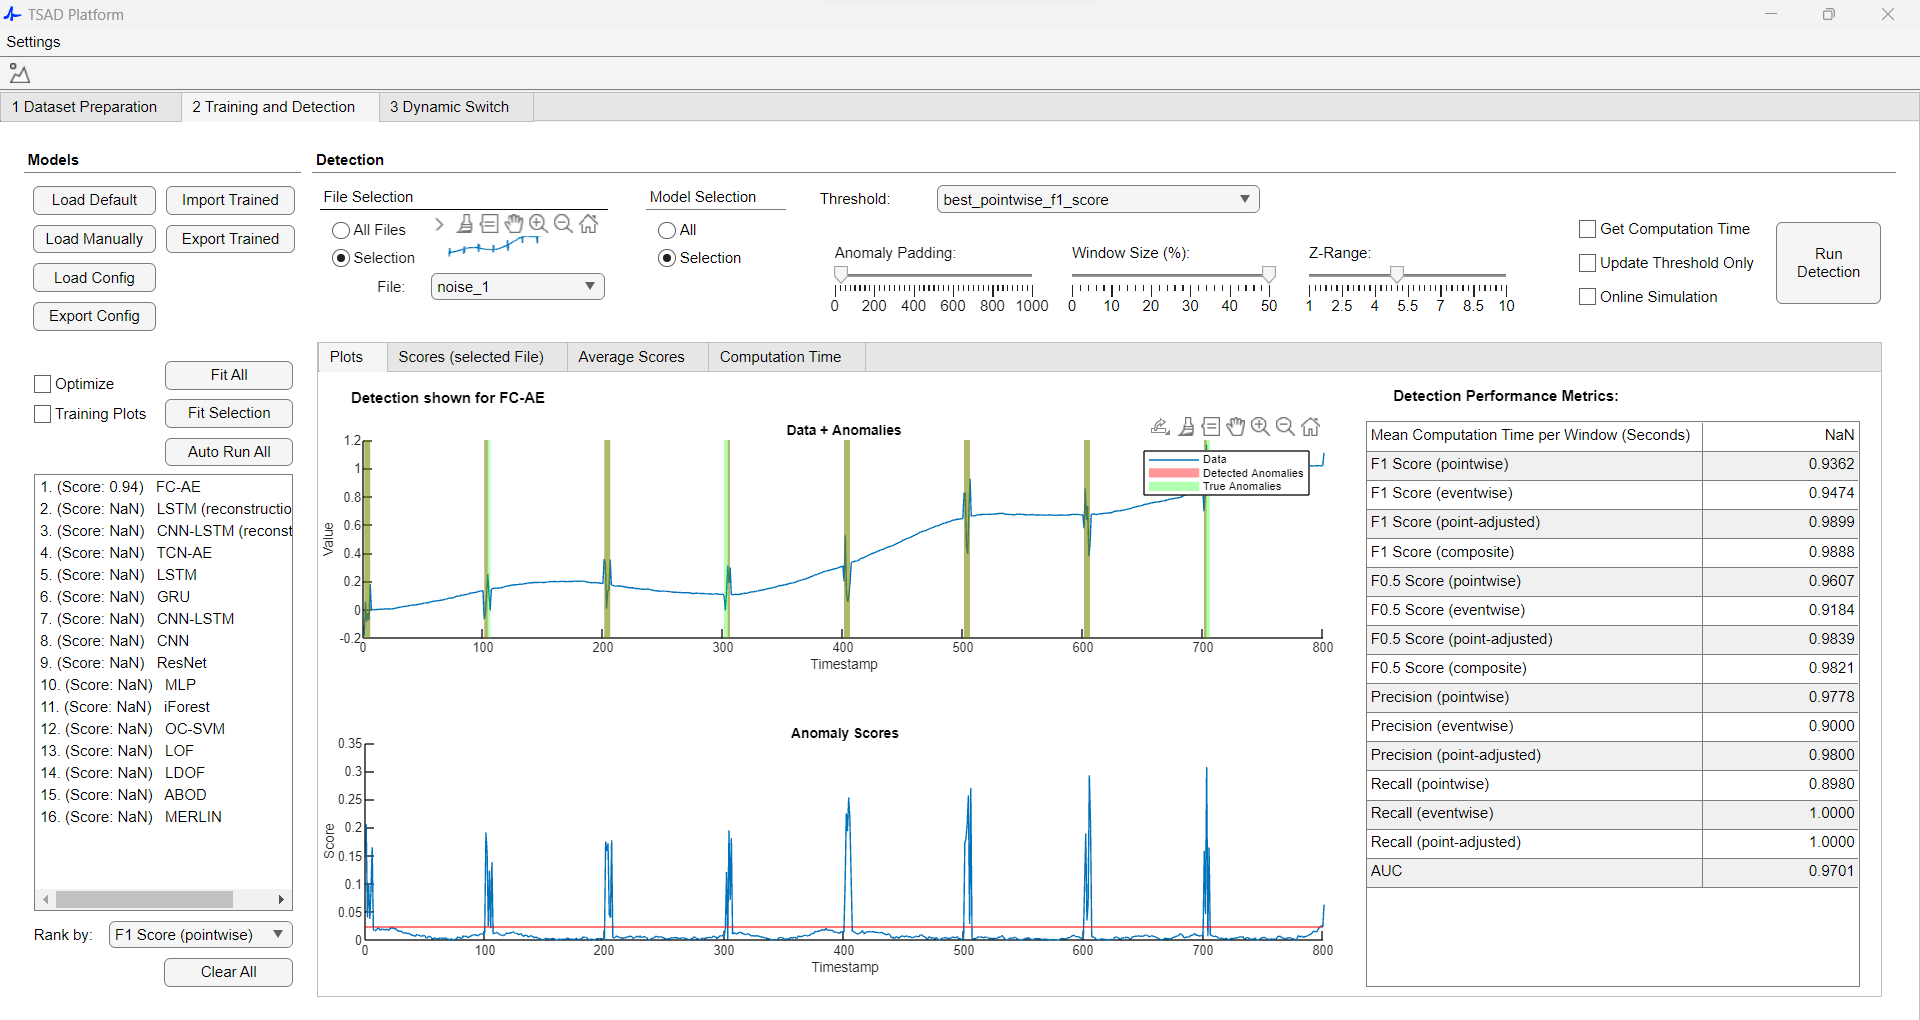 TSAD Platform
Settings
1 Dataset Preparation
2 Training and Detection
3 Dynamic Switch
Models
Load Default
Import Trained
Load Manually
Export Trained
Load Config
Export Config
Optimize
Fit All
Training Plots
Fit Selection
Auto Run All
1. (Score: 0.94) FC-AE
2. (Score: NaN) LSTM (reconstructio
3. (Score: NaN) CNN-LSTM (reconst
4. (Score: NaN) TCN-AE
5. (Score: NaN) LSTM
6. (Score: NaN) GRU
7. (Score: NaN) CNN-LSTM
8. (Score: NaN) CNN
9. (Score: NaN) ResNet
10. (Score: NaN) MLP
11. (Score: NaN) iForest
12. (Score: NaN) OC-SVM
13. (Score: NaN) LOF
14. (Score: NaN) LDOF
15. (Score: NaN) ABOD
16. (Score: NaN) MERLIN
Rank by: F1 Score (pointwise)
Clear All
Detection
File Selection
All Files
Selection
File: noise_1
Model Selection
All
Selection
Threshold: best_pointwise_f1_score
Anomaly Padding:
0 200 400 600 800 1000
Window Size (%):
0 10 20 30 40 50
Z-Range:
1 2.5 4 5.5 7 8.5 10
Get Computation Time
Update Threshold Only
Online Simulation
Run
Detection
Plots
Scores (selected File)
Average Scores
Computation Time
Detection shown for FC-AE
Data + Anomalies
Data
Detected Anomalies
True Anomalies
Value
1.2
1
0.8
0.6
0.4
0.2
0
-0.2
0 100 200 300 400 500 600 700 800
Timestamp
Anomaly Scores
Score
0.35
0.3
0.25
0.2
0.15
0.1
0.05
0
0 100 200 300 400 500 600 700 800
Timestamp
Detection Performance Metrics:
Mean Computation Time per Window (Seconds) NaN
F1 Score (pointwise) 0.9362
F1 Score (eventwise) 0.9474
F1 Score (point-adjusted) 0.9899
F1 Score (composite) 0.9888
F0.5 Score (pointwise) 0.9607
F0.5 Score (eventwise) 0.9184
F0.5 Score (point-adjusted) 0.9839
F0.5 Score (composite) 0.9821
Precision (pointwise) 0.9778
Precision (eventwise) 0.9000
Precision (point-adjusted) 0.9800
Recall (pointwise) 0.8980
Recall (eventwise) 1.0000
Recall (point-adjusted) 1.0000
AUC 0.9701